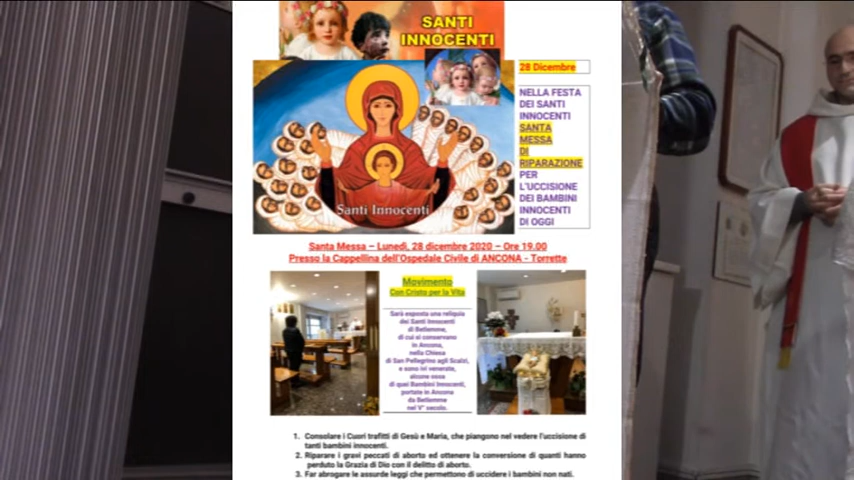 SANTI
INNOCENTI
28 Dicembre
NELLA FESTA
DEI SANTI
INNOCENTI
SANTA
MESSA
DI
RIPARAZIONE
PER
L'UCCISIONE
DEI BAMBINI
INNOCENTI
DI OGGI
Santi Innocenti
Santa Messa – Lunedì, 28 dicembre 2020 – Ore 19.00
Presso la Cappellina dell'Ospedale Civile di ANCONA - Torrette
Movimento
Con Cristo per la Vita
Sarà esposta una reliquia
dei Santi Innocenti
di Betlemme,
di cui si conservano
in Ancona,
nella Chiesa
di San Pellegrino agli Scalzi,
e sono ivi venerate,
alcune ossa
di quei Bambini Innocenti,
portate in Ancona
da Betlemme
nel V° secolo.
1. Consolare i Cuori trafitti di Gesù e Maria, che piangono nel vedere l'uccisione di
tanti bambini innocenti.
2. Riparare i gravi peccati di aborto ed ottenere la conversione di quanti hanno
perduto la Grazia di Dio con il delitto di aborto.
3. Far abrogare le assurde leggi che permettono di uccidere i bambini non nati.